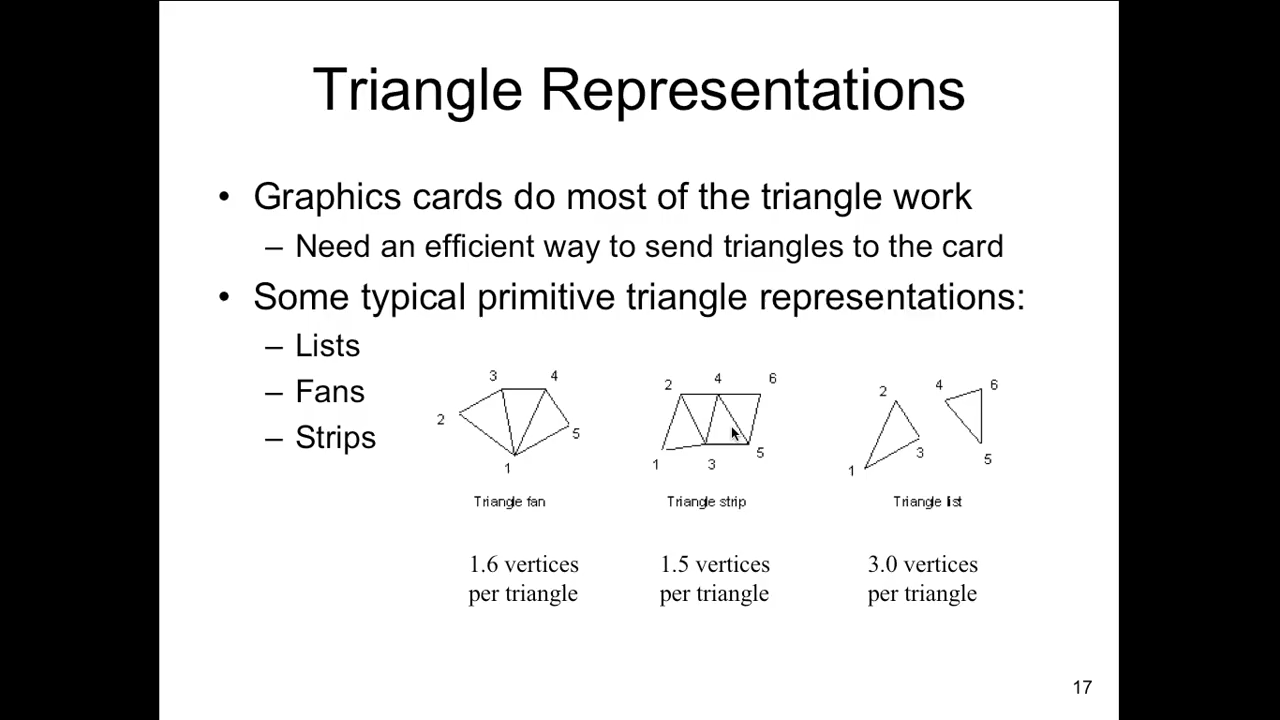 Triangle Representations
• Graphics cards do most of the triangle work
– Need an efficient way to send triangles to the card
• Some typical primitive triangle representations:
– Lists
– Fans
– Strips
3 4
2
5
1
Triangle fan
2 4 6
1 3 5
Triangle strip
2 4 6
1 3 5
Triangle list
1.6 vertices
per triangle
1.5 vertices
per triangle
3.0 vertices
per triangle
17